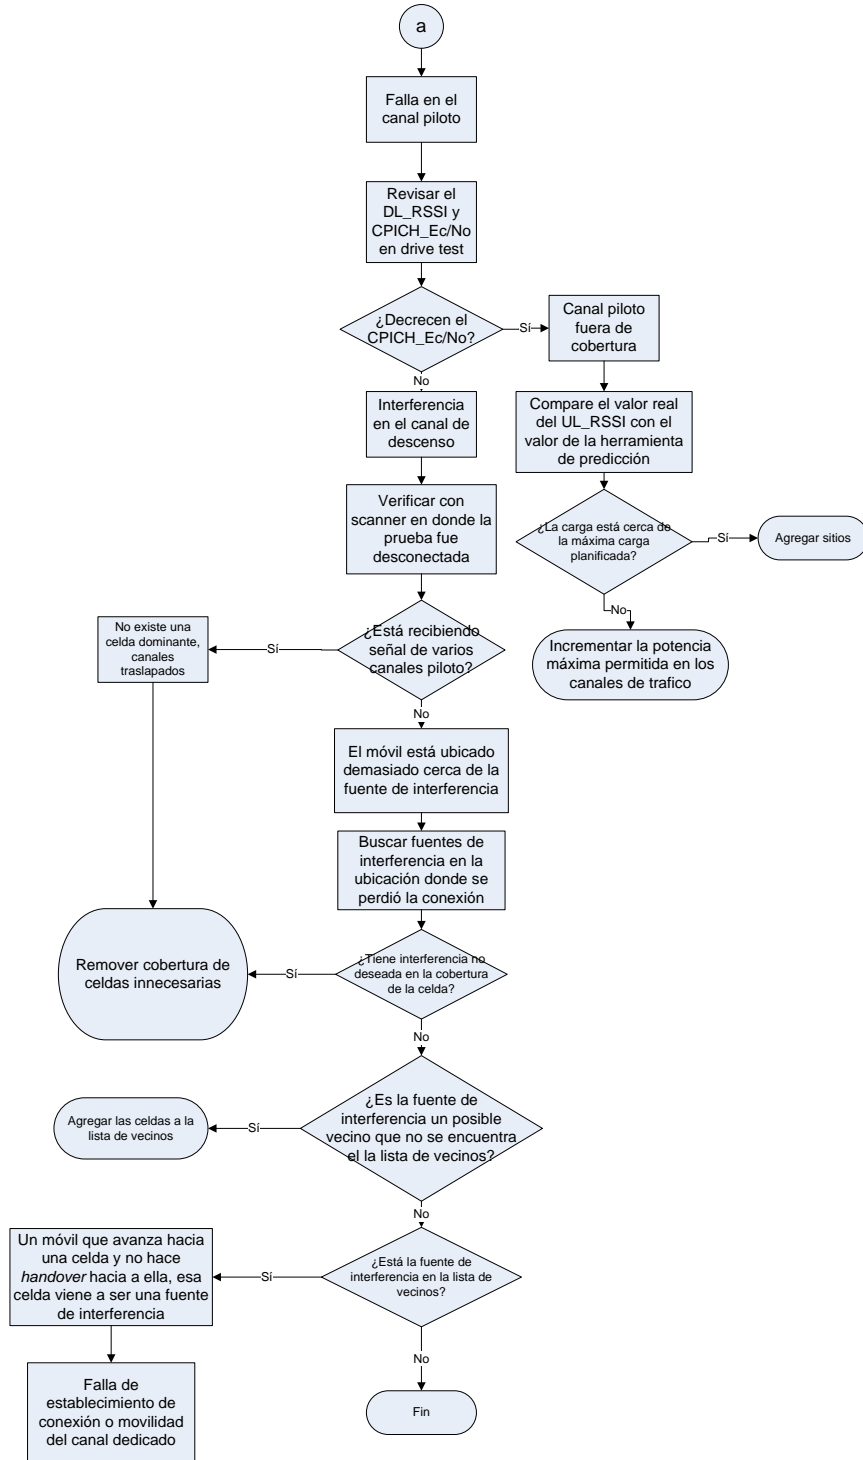 a
Falla en el
canal piloto
Revisar el
DL_RSSI y
CPICH_Ec/No
en drive test
¿Decrecen el
CPICH_Ec/No?
Sí
Canal piloto
fuera de
cobertura
No
Interferencia
en el canal de
descenso
Compare el valor real
del UL_RSSI con el
valor de la herramienta
de predicción
Verificar con
scanner en donde la
prueba fue
desconectada
¿La carga está cerca de
la máxima carga
planificada?
Sí
Agregar sitios
No
Incrementar la potencia
máxima permitida en los
canales de trafico
¿Está recibiendo
señal de varios
canales piloto?
Sí
No existe una
celda dominante,
canales
traslapados
No
El móvil está ubicado
demasiado cerca de la
fuente de interferencia
Buscar fuentes de
interferencia en la
ubicación donde se
perdió la conexión
¿Tiene interferencia no
deseada en la cobertura
de la celda?
Sí
Remover cobertura de
celdas innecesarias
No
¿Es la fuente de
interferencia un posible
vecino que no se encuentra
el la lista de vecinos?
Sí
Agregar las celdas a la
lista de vecinos
No
¿Está la fuente de
interferencia en la lista de
vecinos?
Sí
Un móvil que avanza hacia
una celda y no hace
handover hacia a ella, esa
celda viene a ser una fuente
de interferencia
Falla de
establecimiento de
conexión o movilidad
del canal dedicado
No
Fin